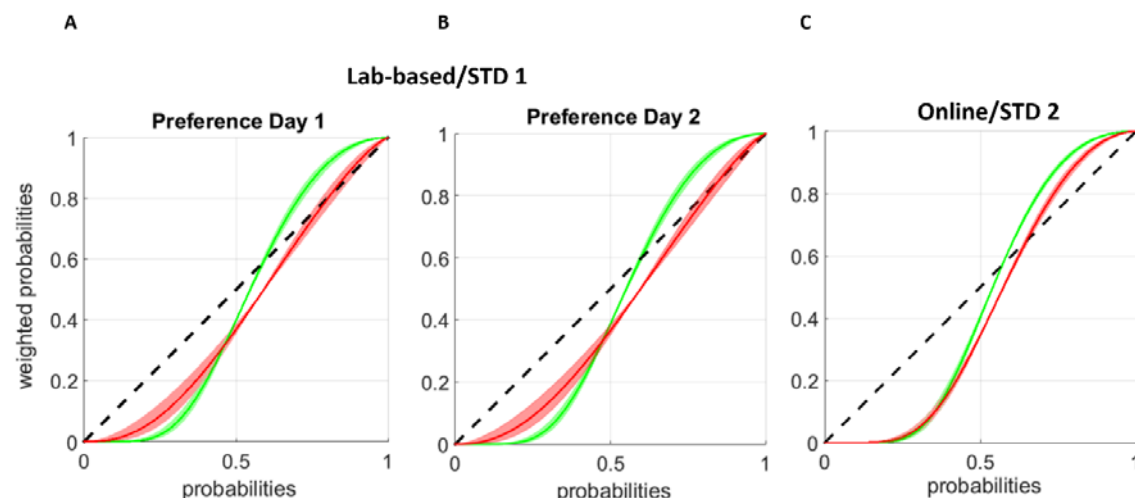 A
B
C
Lab-based/STD 1
Preference Day 1
Preference Day 2
Online/STD 2
weighted probabilities
1
0.8
0.6
0.4
0.2
0
0
0.5
1
probabilities
1
0.8
0.6
0.4
0.2
0
0
0.5
1
probabilities
1
0.8
0.6
0.4
0.2
0
0
0.5
1
probabilities